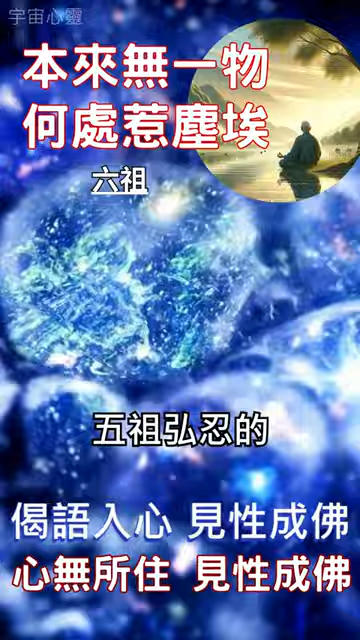 宇宙心靈
本來無一物
何處惹塵埃
六祖
五祖弘忍的
偈語入心 見性成佛
心無所住 見性成佛